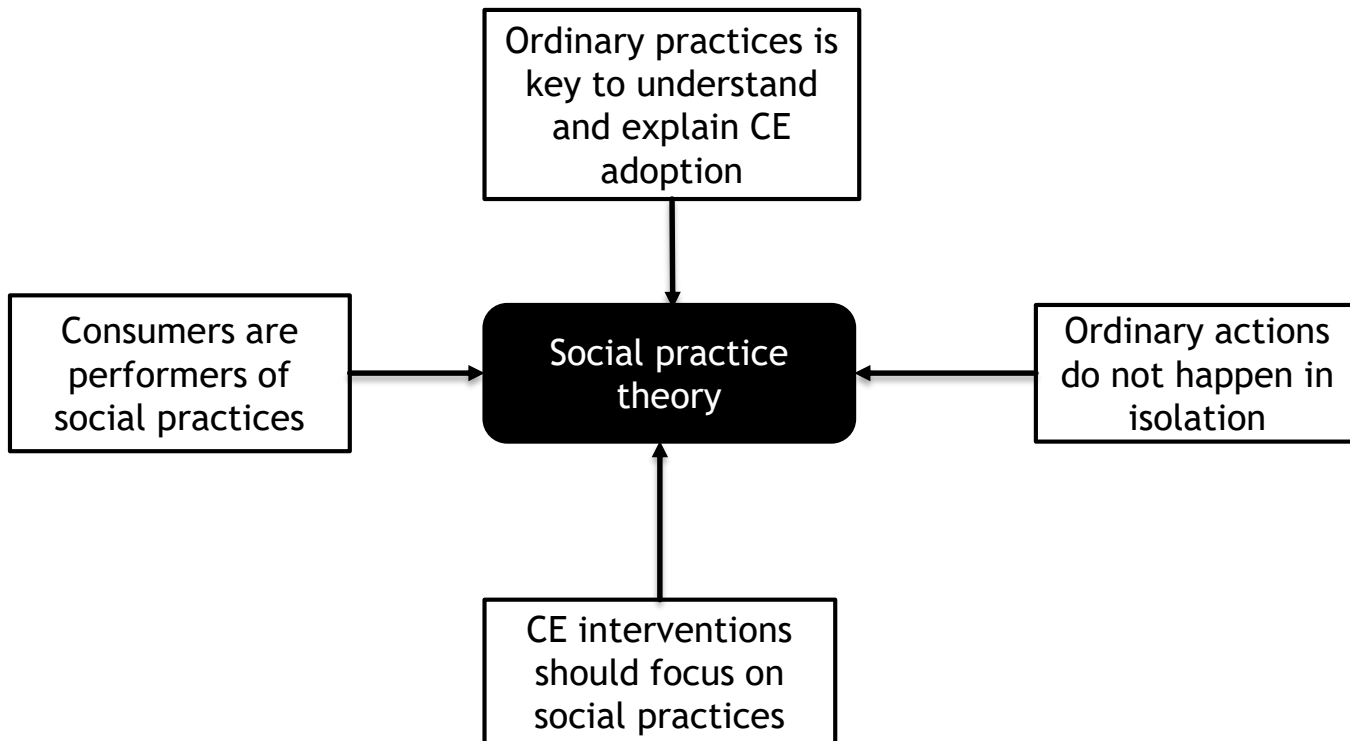 Ordinary practices is
key to understand
and explain CE
adoption
Consumers are
performers of
social practices
Social practice
theory
Ordinary actions
do not happen in
isolation
CE interventions
should focus on
social practices